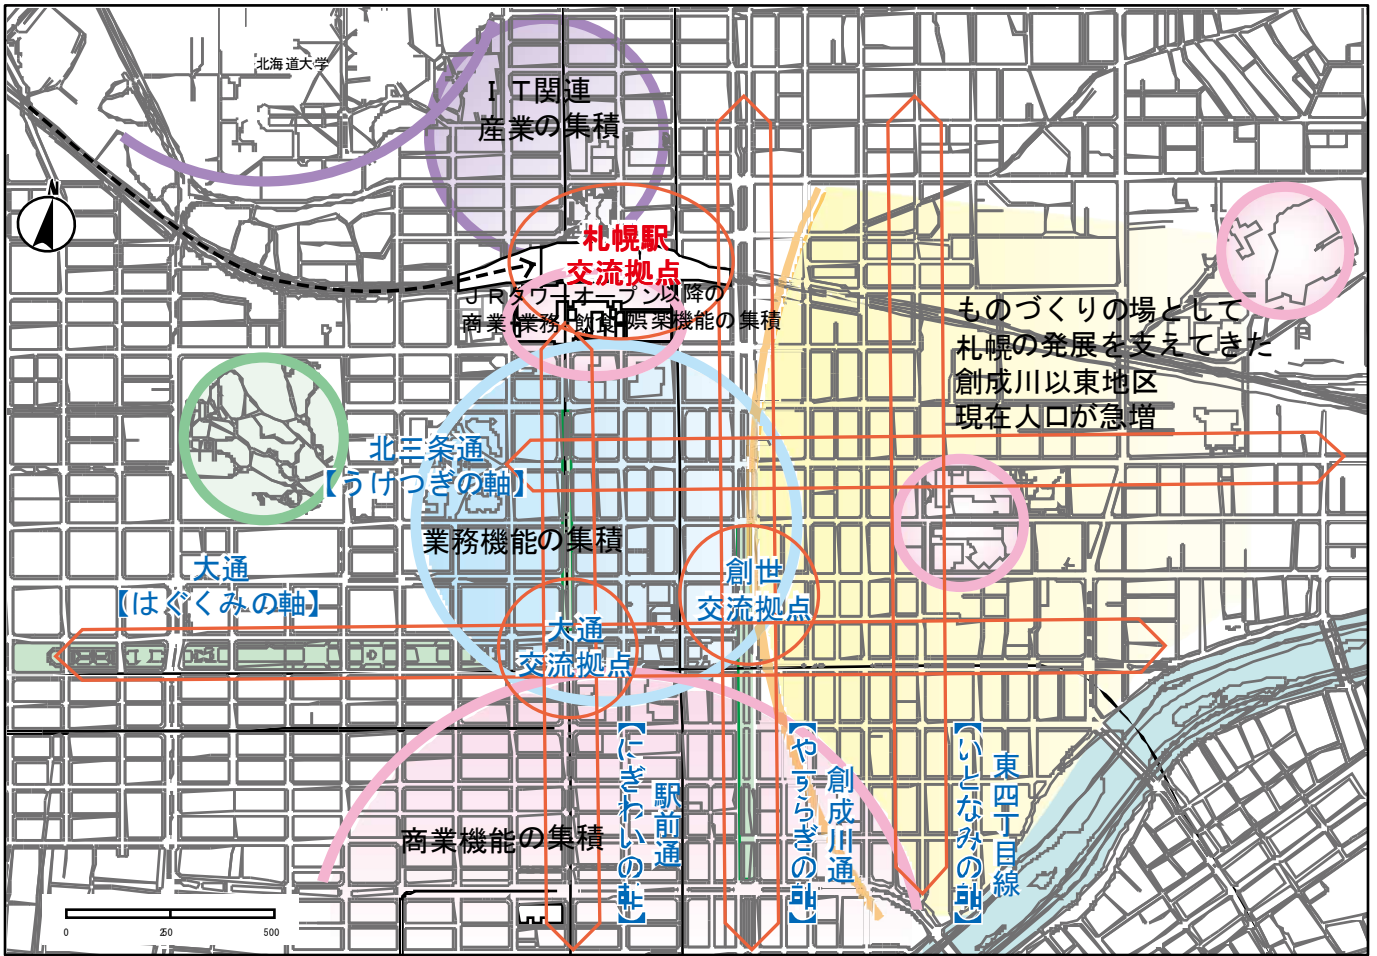 北海道大学
ＩＴ関連
産業の集積
N
札幌駅
交流拠点
ＪＲタワーオープン以降の
商業・業務・飲食・娯楽機能の集積
ものづくりの場として
札幌の発展を支えてきた
創成川以東地区
現在人口が急増
北三条通
【うけつぎの軸】
業務機能の集積
大通
【はぐくみの軸】
創世
交流拠点
大通
交流拠点
商業機能の集積
駅前通
【にぎわいの軸】
創成川通
【やすらぎの軸】
東四丁目線
【いとなみの軸】
0 250 500